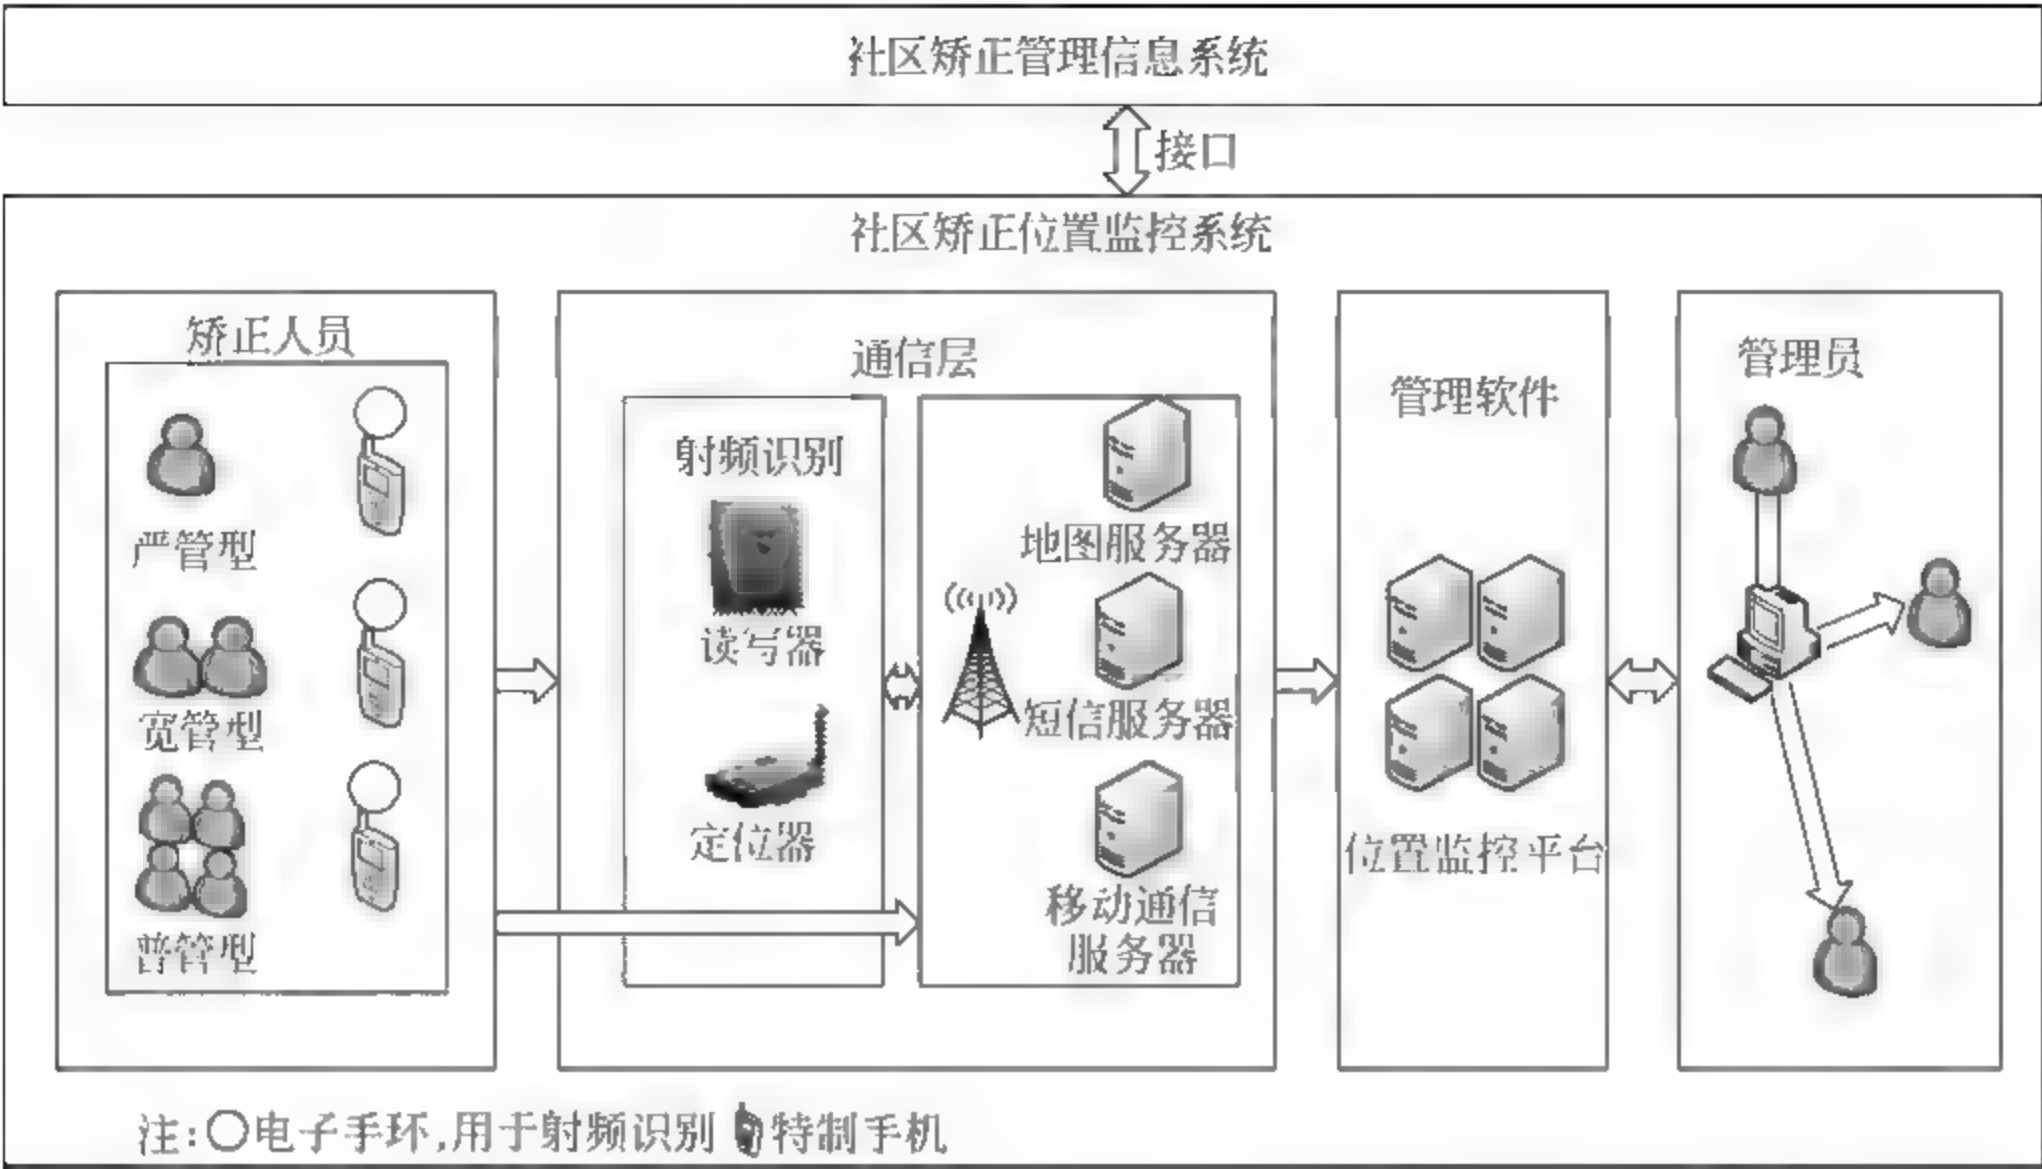 社区矫正管理信息系统
接口
社区矫正位置监控系统
矫正人员
严管型
宽管型
普管型
通信层
射频识别
读写器
定位器
地图服务器
短信服务器
移动通信
服务器
管理软件
位置监控平台
管理员
注:○电子手环,用于射频识别 特制手机